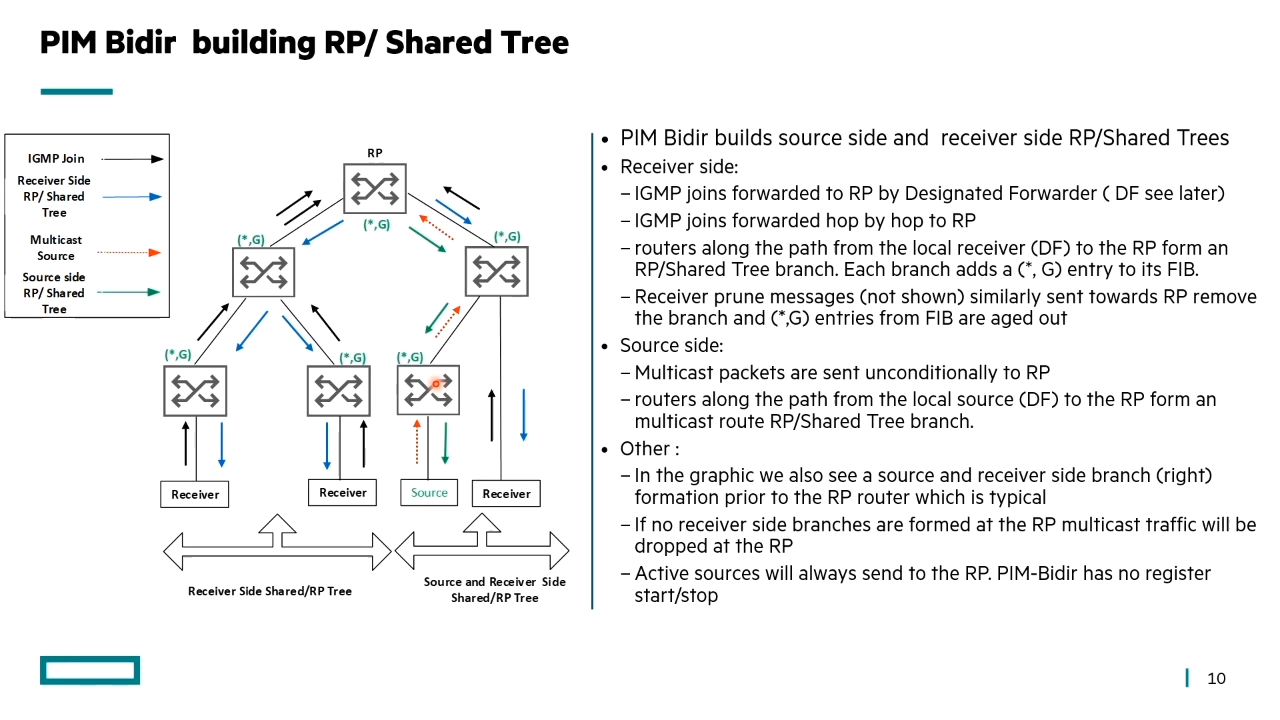 PIM Bidir building RP/ Shared Tree
IGMP Join
Receiver Side
RP/ Shared
Tree
Multicast
Source
Source side
RP/ Shared
Tree
RP
(*,G)
(*,G)
(*,G)
(*,G)
(*,G)
(*,G)
Receiver
Receiver
Source
Receiver
Receiver Side Shared/RP Tree
Source and Receiver Side
Shared/RP Tree
• PIM Bidir builds source side and receiver side RP/Shared Trees
• Receiver side:
– IGMP joins forwarded to RP by Designated Forwarder ( DF see later)
– IGMP joins forwarded hop by hop to RP
– routers along the path from the local receiver (DF) to the RP form an
RP/Shared Tree branch. Each branch adds a (*, G) entry to its FIB.
– Receiver prune messages (not shown) similarly sent towards RP remove
the branch and (*,G) entries from FIB are aged out
• Source side:
– Multicast packets are sent unconditionally to RP
– routers along the path from the local source (DF) to the RP form an
multicast route RP/Shared Tree branch.
• Other :
– In the graphic we also see a source and receiver side branch (right)
formation prior to the RP router which is typical
– If no receiver side branches are formed at the RP multicast traffic will be
dropped at the RP
– Active sources will always send to the RP. PIM-Bidir has no register
start/stop
10